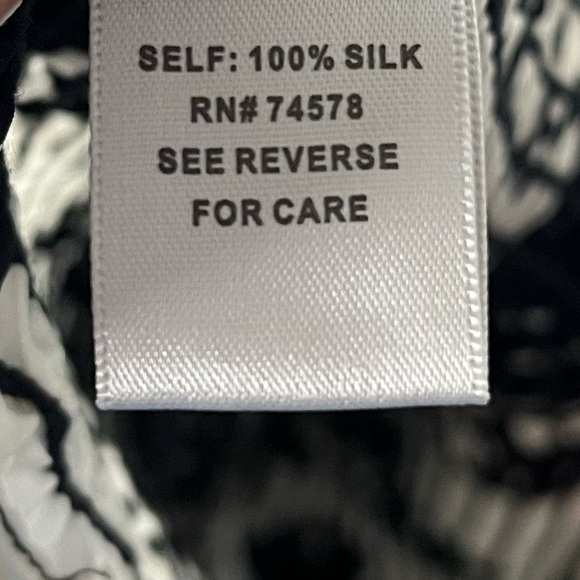 SELF: 100% SILK
RN# 74578
SEE REVERSE
FOR CARE